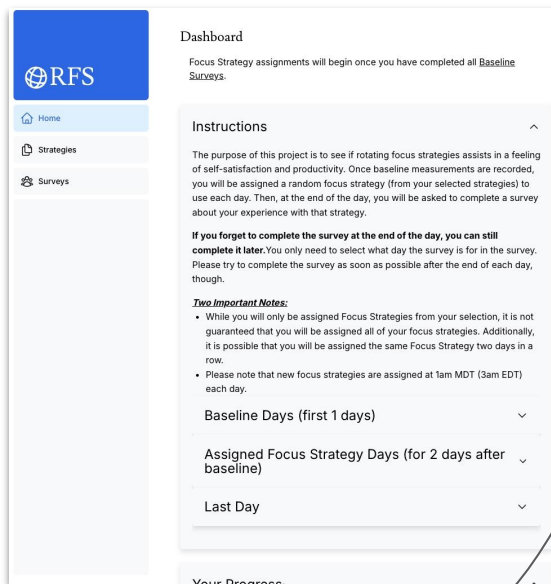 RFS
Home
Strategies
Surveys
Dashboard
Focus Strategy assignments will begin once you have completed all Baseline
Surveys.
Instructions
The purpose of this project is to see if rotating focus strategies assists in a feeling
of self-satisfaction and productivity. Once baseline measurements are recorded,
you will be assigned a random focus strategy (from your selected strategies) to
use each day. Then, at the end of the day, you will be asked to complete a survey
about your experience with that strategy.
If you forget to complete the survey at the end of the day, you can still
complete it later.You only need to select what day the survey is for in the survey.
Please try to complete the survey as soon as possible after the end of each day,
though.
Two Important Notes:
• While you will only be assigned Focus Strategies from your selection, it is not
guaranteed that you will be assigned all of your focus strategies. Additionally,
it is possible that you will be assigned the same Focus Strategy two days in a
row.
• Please note that new focus strategies are assigned at 1am MDT (3am EDT)
each day.
Baseline Days (first 1 days)
Assigned Focus Strategy Days (for 2 days after
baseline)
Last Day
Your Progress